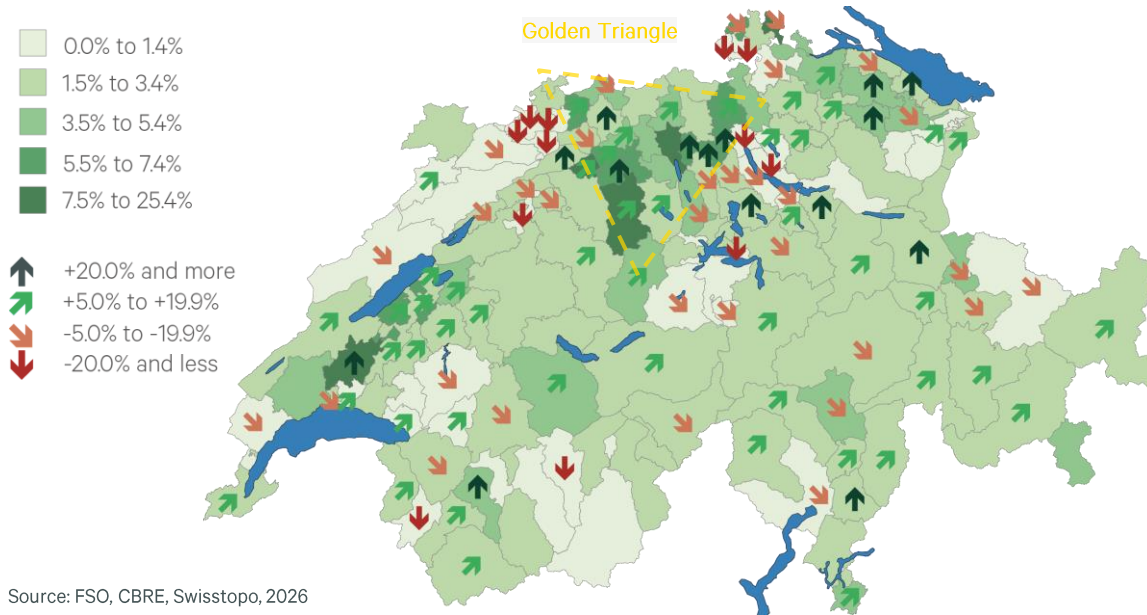 Golden Triangle
0.0% to 1.4%
1.5% to 3.4%
3.5% to 5.4%
5.5% to 7.4%
7.5% to 25.4%
+20.0% and more
+5.0% to +19.9%
-5.0% to -19.9%
-20.0% and less
Source: FSO, CBRE, Swisstopo, 2026